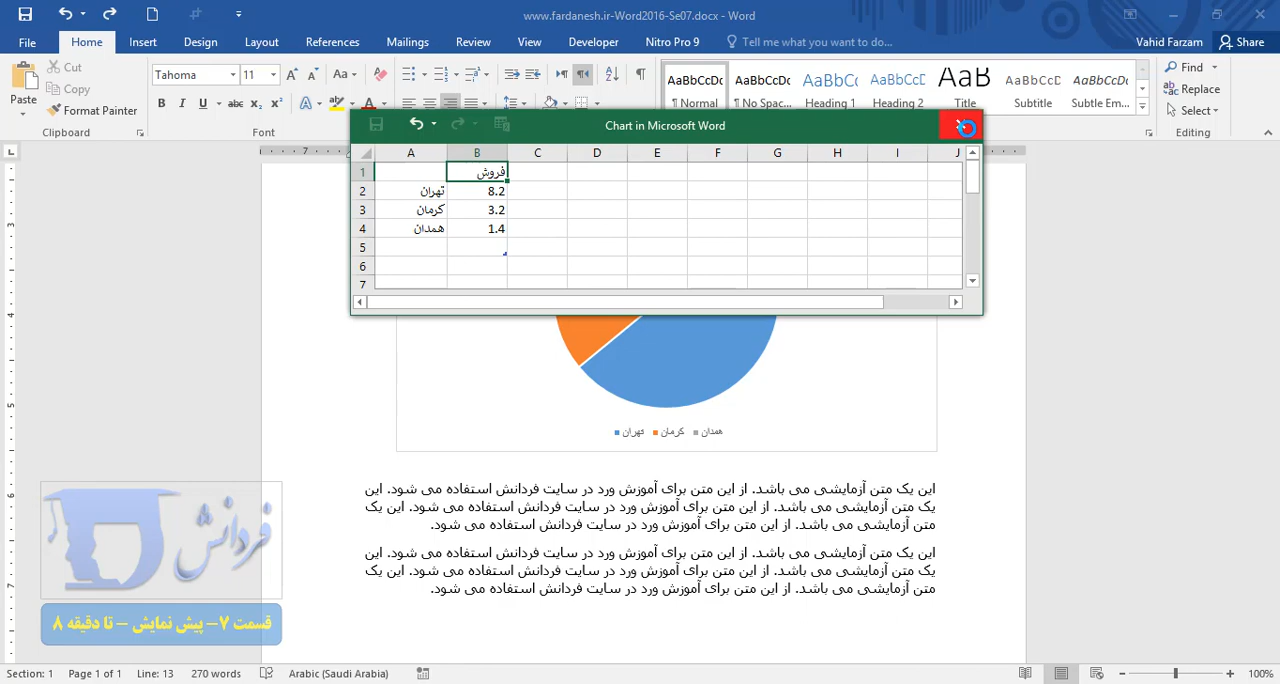 www.fardanesh.ir-Word2016-Se07.docx - Word
File Home Insert Design Layout References Mailings Review View Developer Nitro Pro 9 Tell me what you want to do... Vahid Farzam Share
Cut
Copy
Format Painter
Paste
Clipboard
Tahoma 11
Font
AaBbCcDc AaBbCcDc AaBbC AaBbCcC AaB AaBbCcD AaBbCcD
¶ Normal ¶ No Spac... Heading 1 Heading 2 Title Subtitle Subtle Em...
Find
Replace
Select
Editing
Chart in Microsoft Word
A B C D E F G H I J
1 فروش
2 تهران 8.2
3 کرمان 3.2
4 همدان 1.4
5
6
7
تهران کرمان همدان
این یک متن آزمایشی می باشد. از این متن برای آموزش ورد در سایت فردانش استفاده می شود. این
یک متن آزمایشی می باشد. از این متن برای آموزش ورد در سایت فردانش استفاده می شود. این یک
متن آزمایشی می باشد. از این متن برای آموزش ورد در سایت فردانش استفاده می شود.
این یک متن آزمایشی می باشد. از این متن برای آموزش ورد در سایت فردانش استفاده می شود. این
یک متن آزمایشی می باشد. از این متن برای آموزش ورد در سایت فردانش استفاده می شود. این یک
متن آزمایشی می باشد. از این متن برای آموزش ورد در سایت فردانش استفاده می شود.
فردانش
قسمت ۷- پیش نمایش – تا دقیقه ۸
Section: 1 Page 1 of 1 Line: 13 270 words Arabic (Saudi Arabia) 100%